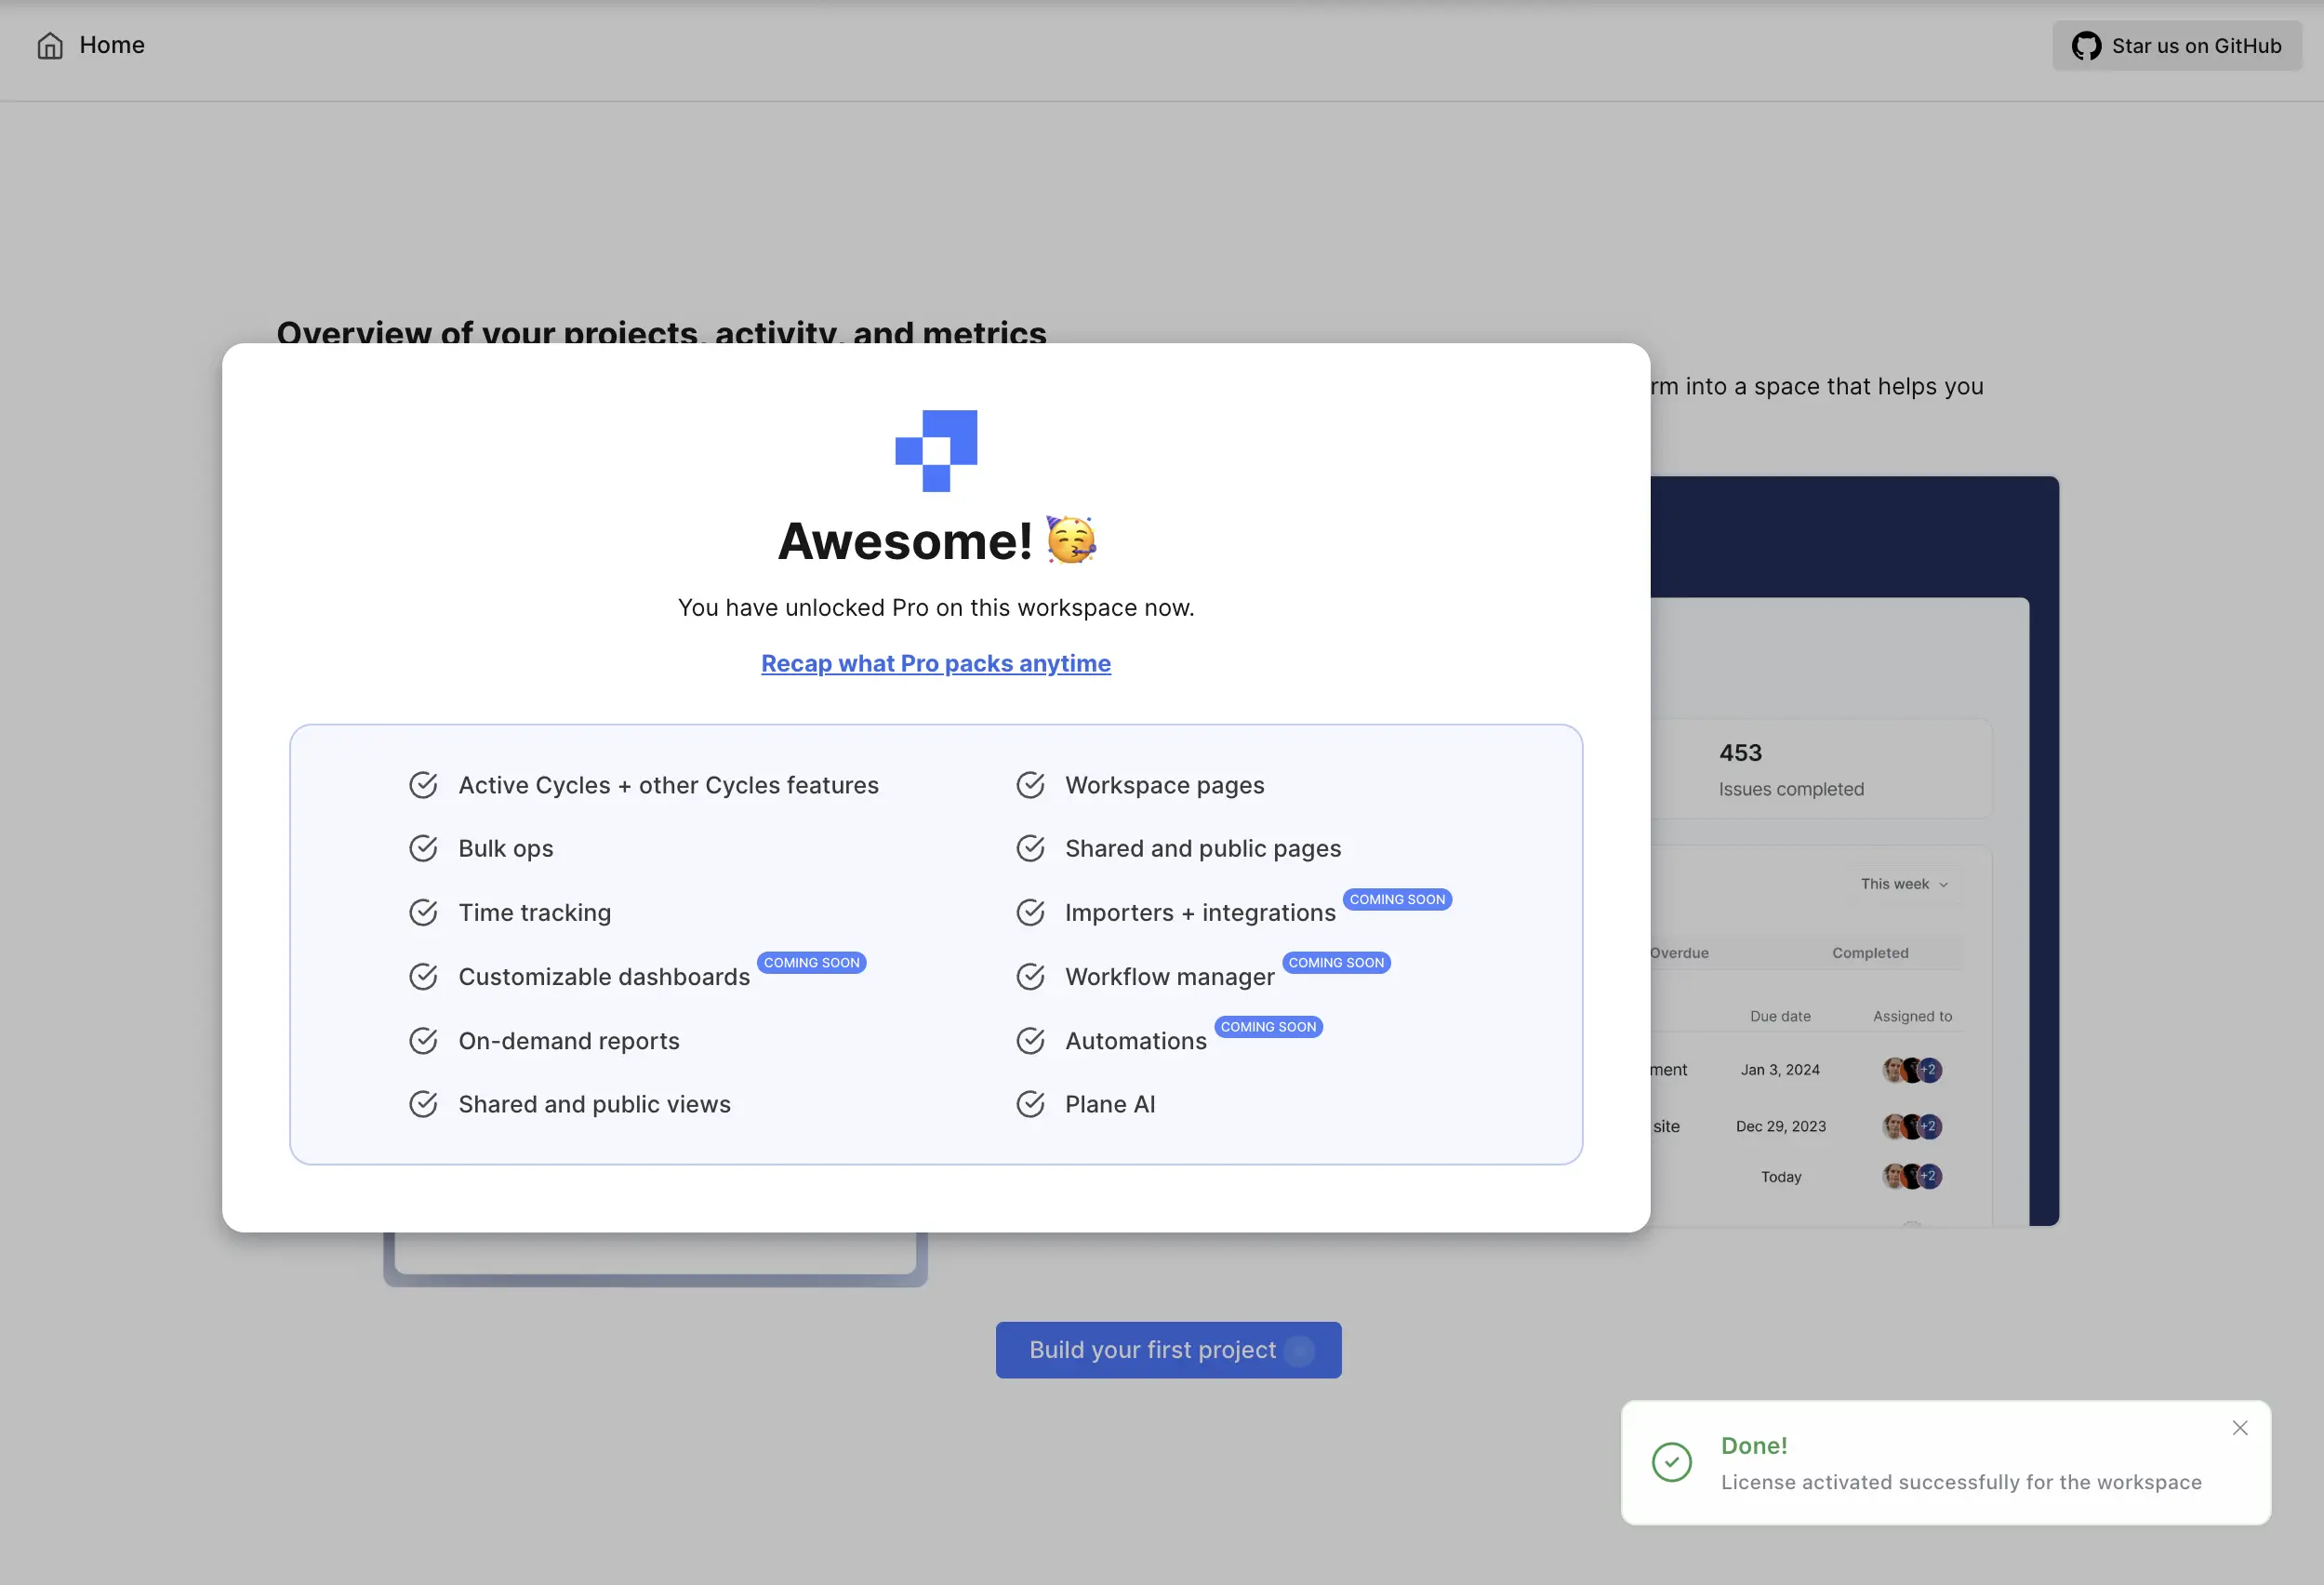 Home
Star us on GitHub
Overview of your projects, activity, and metrics
rm into a space that helps you
Awesome!
You have unlocked Pro on this workspace now.
Recap what Pro packs anytime
Active Cycles + other Cycles features
Workspace pages
Bulk ops
Shared and public pages
Time tracking
Importers + integrations COMING SOON
Customizable dashboards COMING SOON
Workflow manager COMING SOON
On-demand reports
Automations COMING SOON
Shared and public views
Plane AI
453
Issues completed
This week
Overdue Completed
Due date Assigned to
ment Jan 3, 2024 +2
site Dec 29, 2023 +2
Today +2
Build your first project
Done!
License activated successfully for the workspace